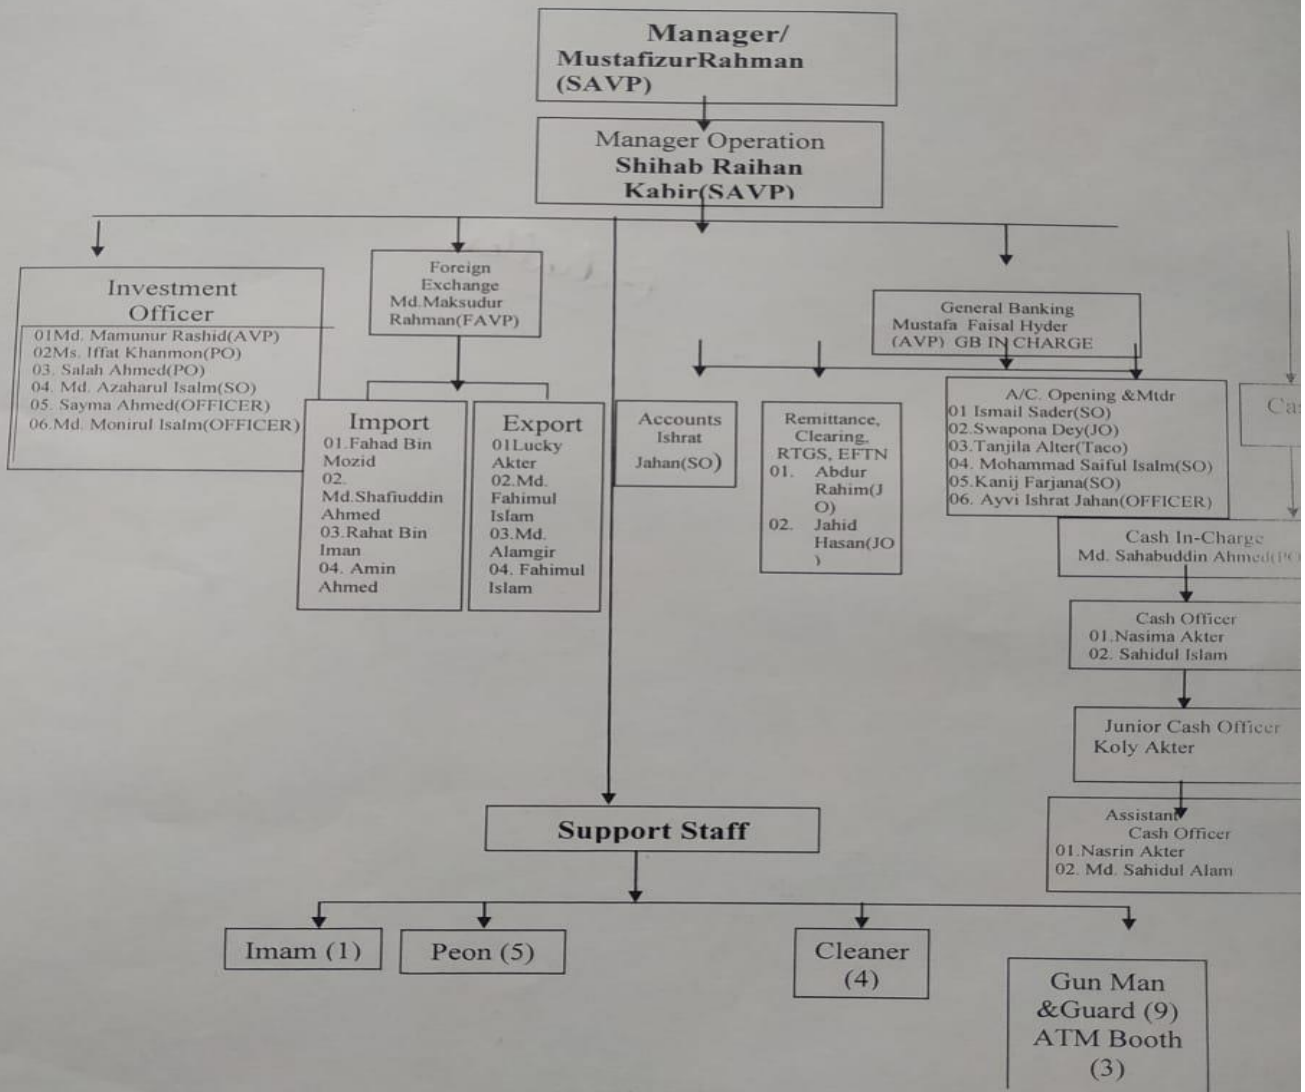 Manager/
MustafizurRahman
(SAVP)
Manager Operation
Shihab Raihan
Kabir(SAVP)
Investment
Officer
01Md. Mamunur Rashid(AVP)
02Ms. Iffat Khanmon(PO)
03. Salah Ahmed(PO)
04. Md. Azaharul Isalm(SO)
05. Sayma Ahmed(OFFICER)
06.Md. Monirul Isalm(OFFICER)
Foreign
Exchange
Md.Maksudur
Rahman(FAVP)
Import
01.Fahad Bin
Mozid
02.
Md.Shafiuddin
Ahmed
03.Rahat Bin
Iman
04. Amin
Ahmed
Export
01Lucky
Akter
02.Md.
Fahimul
Islam
03.Md.
Alamgir
04. Fahimul
Islam
General Banking
Mustafa Faisal Hyder
(AVP) GB IN CHARGE
Accounts
Ishrat
Jahan(SO)
Remittance,
Clearing,
RTGS, EFTN
01. Abdur
Rahim(J
O)
02. Jahid
Hasan(JO
)
A/C. Opening &Mtdr
01 Ismail Sader(SO)
02.Swapona Dey(JO)
03.Tanjila Alter(Taco)
04. Mohammad Saiful Isalm(SO)
05.Kanij Farjana(SO)
06. Ayvi Ishrat Jahan(OFFICER)
Cash In-Charge
Md. Sahabuddin Ahmed(PO
Cash Officer
01.Nasima Akter
02. Sahidul Islam
Junior Cash Officer
Koly Akter
Assistant
Cash Officer
01.Nasrin Akter
02. Md. Sahidul Alam
Support Staff
Imam (1)
Peon (5)
Cleaner
(4)
Gun Man
&Guard (9)
ATM Booth
(3)